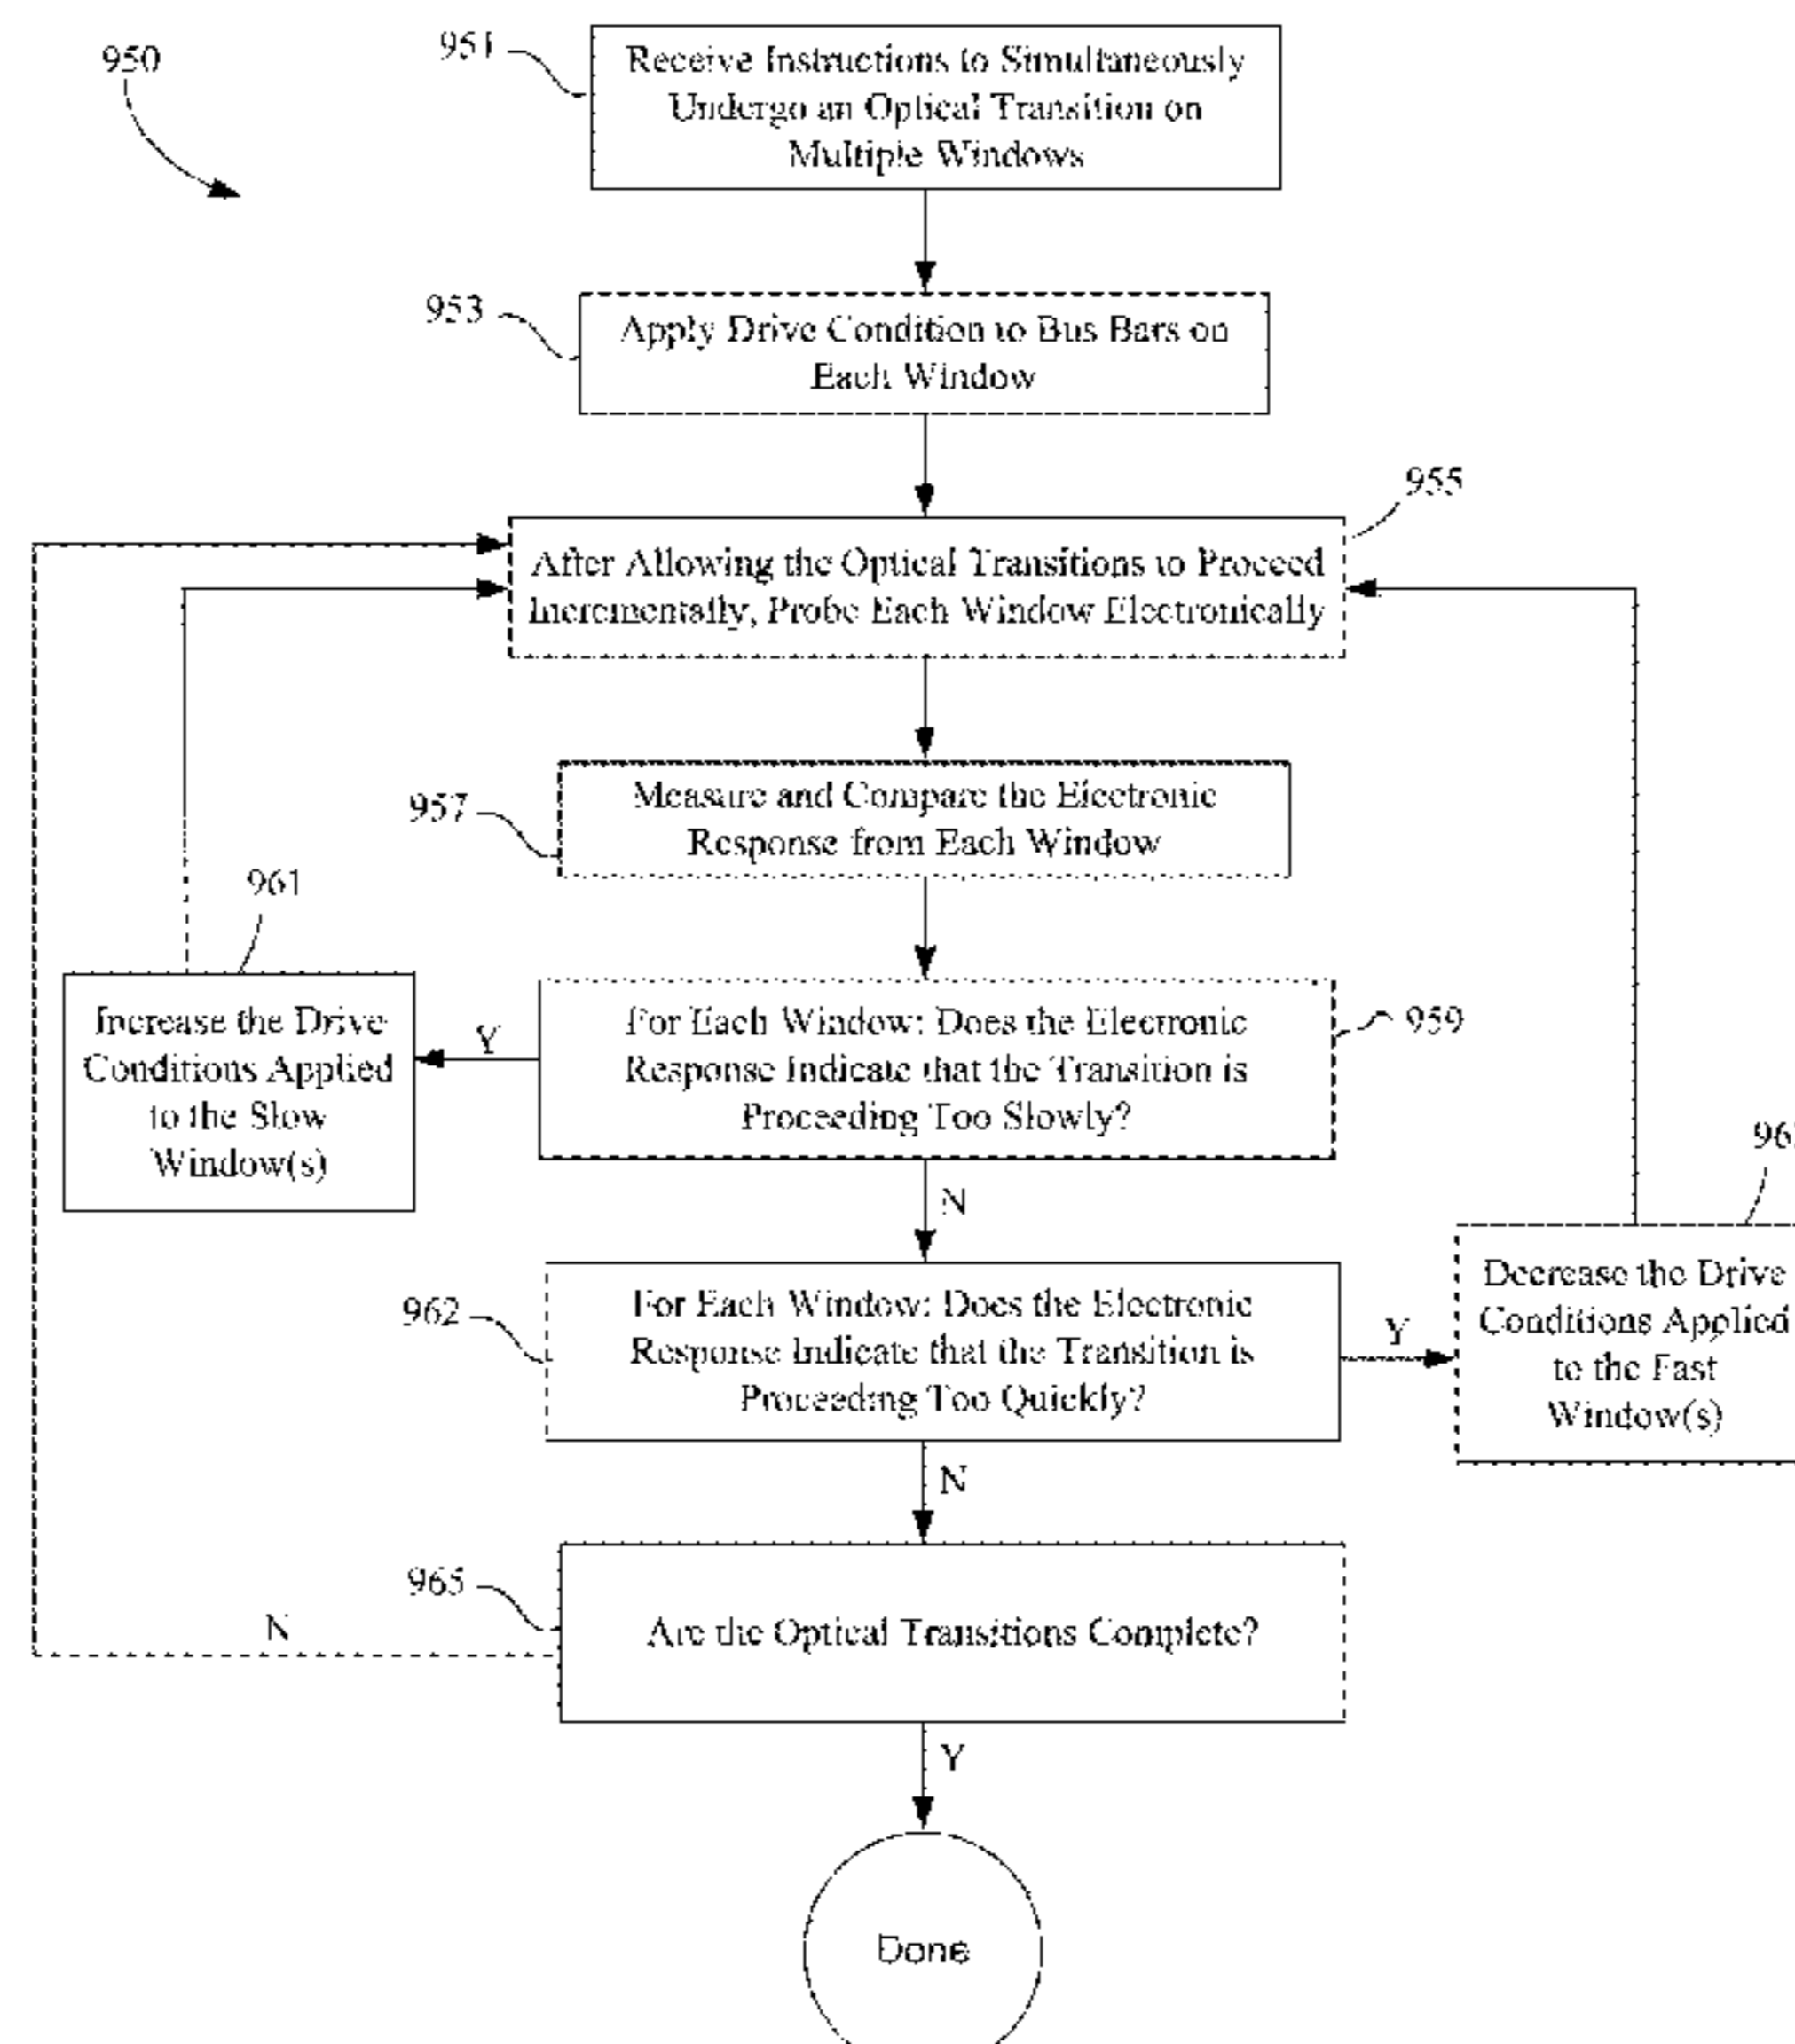 950
951
Receive Instructions to Simultaneously
Undergo an Optical Transition on
Multiple Windows
953
Apply Drive Condition to Bus Bars on
Each Window
955
After Allowing the Optical Transitions to Proceed
Incrementally, Probe Each Window Electronically
957
Measure and Compare the Electronic
Response from Each Window
961
Increase the Drive
Conditions Applied
to the Slow
Window(s)
Y
For Each Window: Does the Electronic
Response Indicate that the Transition is
Proceeding Too Slowly?
959
N
962
For Each Window: Does the Electronic
Response Indicate that the Transition is
Proceeding Too Quickly?
Y
Decrease the Drive
Conditions Applied
to the Fast
Window(s)
N
965
Are the Optical Transitions Complete?
N
Y
Done